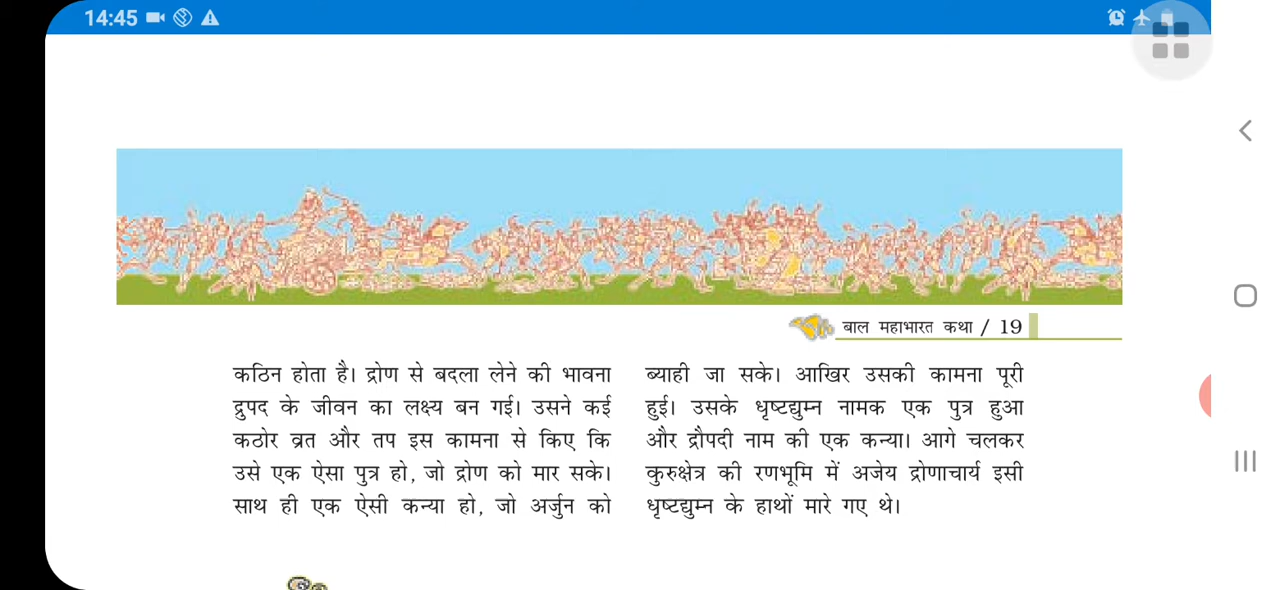 14:45
बाल महाभारत कथा / 19
कठिन होता है। द्रोण से बदला लेने की भावना
द्रुपद के जीवन का लक्ष्य बन गई। उसने कई
कठोर व्रत और तप इस कामना से किए कि
उसे एक ऐसा पुत्र हो, जो द्रोण को मार सके।
साथ ही एक ऐसी कन्या हो, जो अर्जुन को
ब्याही जा सके। आखिर उसकी कामना पूरी
हुई। उसके धृष्टद्युम्न नामक एक पुत्र हुआ
और द्रौपदी नाम की एक कन्या। आगे चलकर
कुरुक्षेत्र की रणभूमि में अजेय द्रोणाचार्य इसी
धृष्टद्युम्न के हाथों मारे गए थे।